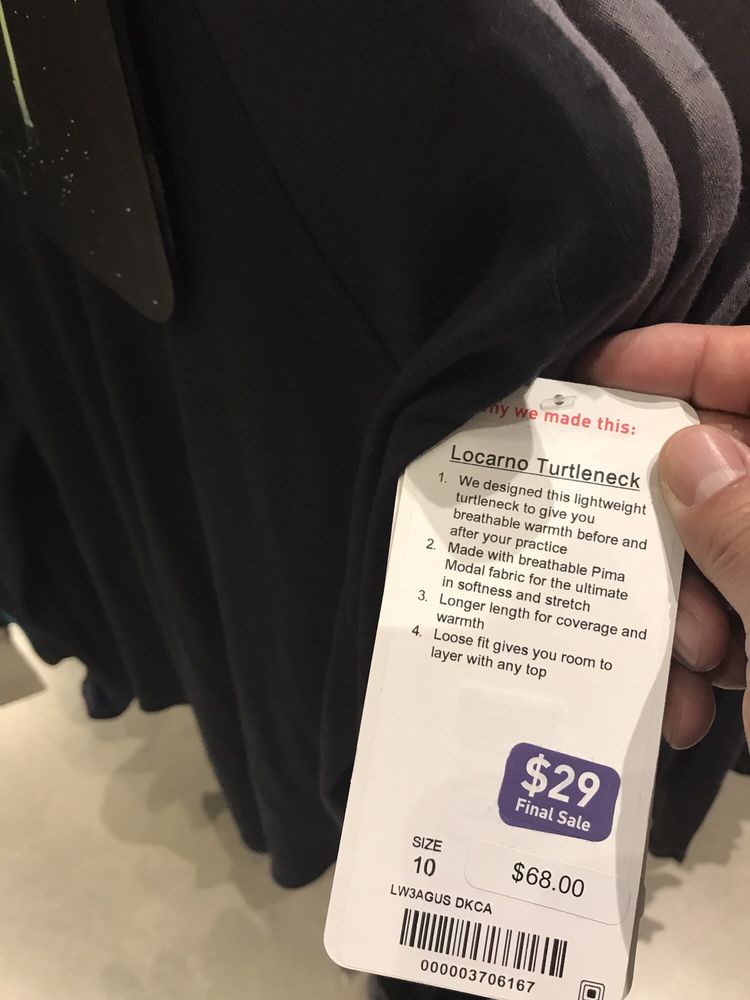 we made this:
Locarno Turtleneck
1. We designed this lightweight
turtleneck to give you
breathable warmth before and
after your practice
2. Made with breathable Pima
Modal fabric for the ultimate
in softness and stretch
3. Longer length for coverage and
warmth
4. Loose fit gives you room to
layer with any top
$29
Final Sale
SIZE
10
$68.00
LW3AGUS DKCA
000003706167